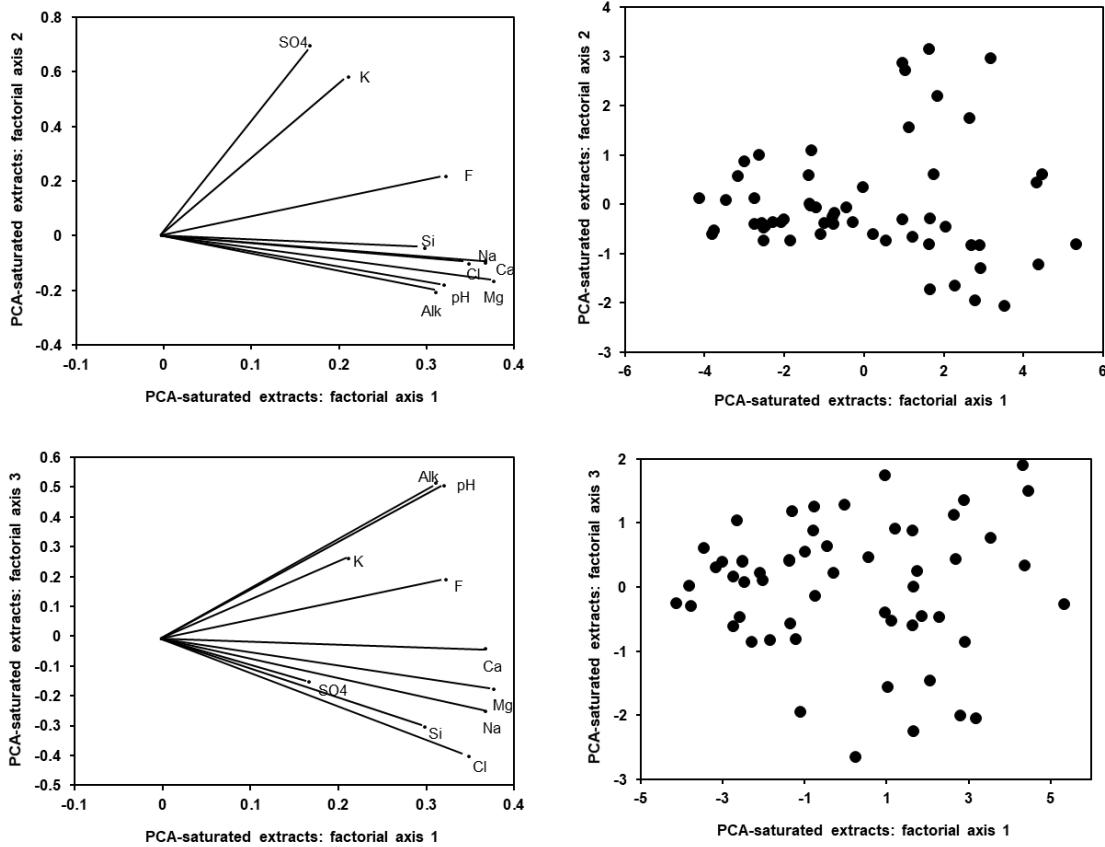 PCA-saturated extracts: factorial axis 2
0.8
0.6
0.4
0.2
0
-0.2
-0.4
SO4
K
F
Si
Na
Cl
Ca
pH
Mg
Alk
-0.1
0
0.1
0.2
0.3
0.4
PCA-saturated extracts: factorial axis 1
PCA-saturated extracts: factorial axis 2
4
3
2
1
0
-1
-2
-3
-6
-4
-2
0
2
4
6
PCA-saturated extracts: factorial axis 1
PCA-saturated extracts: factorial axis 3
0.6
0.5
0.4
0.3
0.2
0.1
0
-0.1
-0.2
-0.3
-0.4
-0.5
Alk
pH
K
F
Ca
SO4
Mg
Na
Si
Cl
-0.1
0
0.1
0.2
0.3
0.4
PCA-saturated extracts: factorial axis 1
PCA-saturated extracts: factorial axis 3
2
1
0
-1
-2
-3
-5
-3
-1
1
3
5
PCA-saturated extracts: factorial axis 1